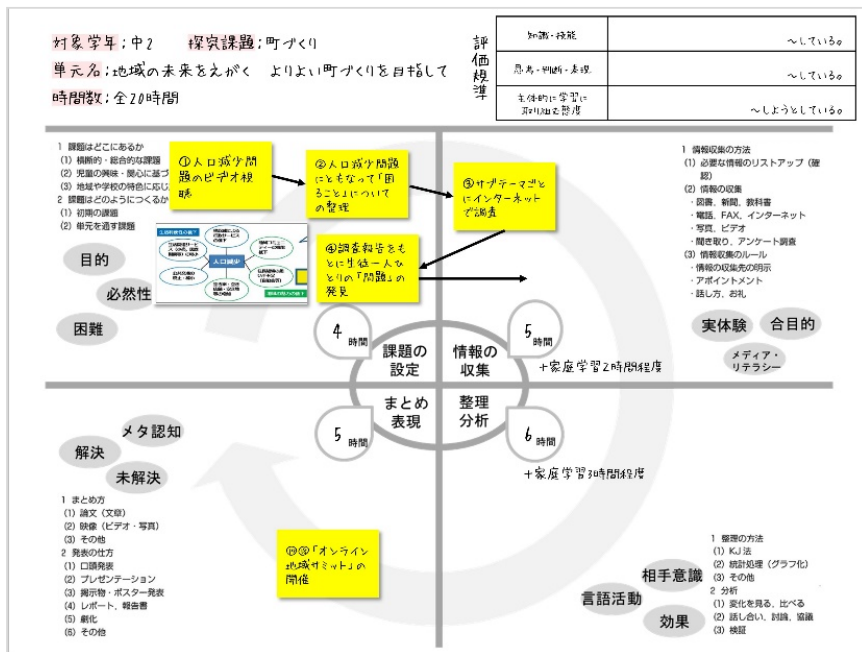 対象学年；中2　探究課題；町づくり
単元名；地域の未来をえがく　よりよい町づくりを目指して
時間数；全20時間
評価規準
知識・技能
〜している。
思考・判断・表現
〜している。
主体的に学習に
取り組む態度
〜しようとしている。
1 課題はどこにあるか
(1) 横断的・総合的な課題
(2) 児童の興味・関心に基づ
(3) 地域や学校の特色に応じ
2 課題はどのようにつくるか
(1) 初期の課題
(2) 単元を通す課題
目的
必然性
困難
①人口減少問
題のビデオ視
聴
②人口減少問題
にともなって「困
ること」について
の整理
人口減少
③サブテーマごと
にインターネット
で調査
④調査報告をも
とに生徒一人ひ
とりの「問題」の
発見
1 情報収集の方法
(1) 必要な情報のリストアップ（確
認）
(2) 情報の収集
・図書、新聞、教科書
・電話、FAX、インターネット
・写真、ビデオ
・聞き取り、アンケート調査
(3) 情報収集のルール
・情報の収集先の明示
・アポイントメント
・話し方、お礼
実体験
合目的
メディア・
リテラシー
4
時間
5
時間
+家庭学習2時間程度
課題の
設定
情報の
収集
まとめ
表現
整理
分析
5
時間
6
時間
+家庭学習3時間程度
メタ認知
解決
未解決
1 まとめ方
(1) 論文（文章）
(2) 映像（ビデオ・写真）
(3) その他
2 発表の仕方
(1) 口頭発表
(2) プレゼンテーション
(3) 掲示物・ポスター発表
(4) レポート、報告書
(5) 劇化
(6) その他
「オンライン
地域サミット」の
開催
相手意識
言語活動
効果
1 整理の方法
(1) KJ法
(2) 統計処理（グラフ化）
(3) その他
2 分析
(1) 変化を見る、比べる
(2) 話し合い、討論、協議
(3) 検証